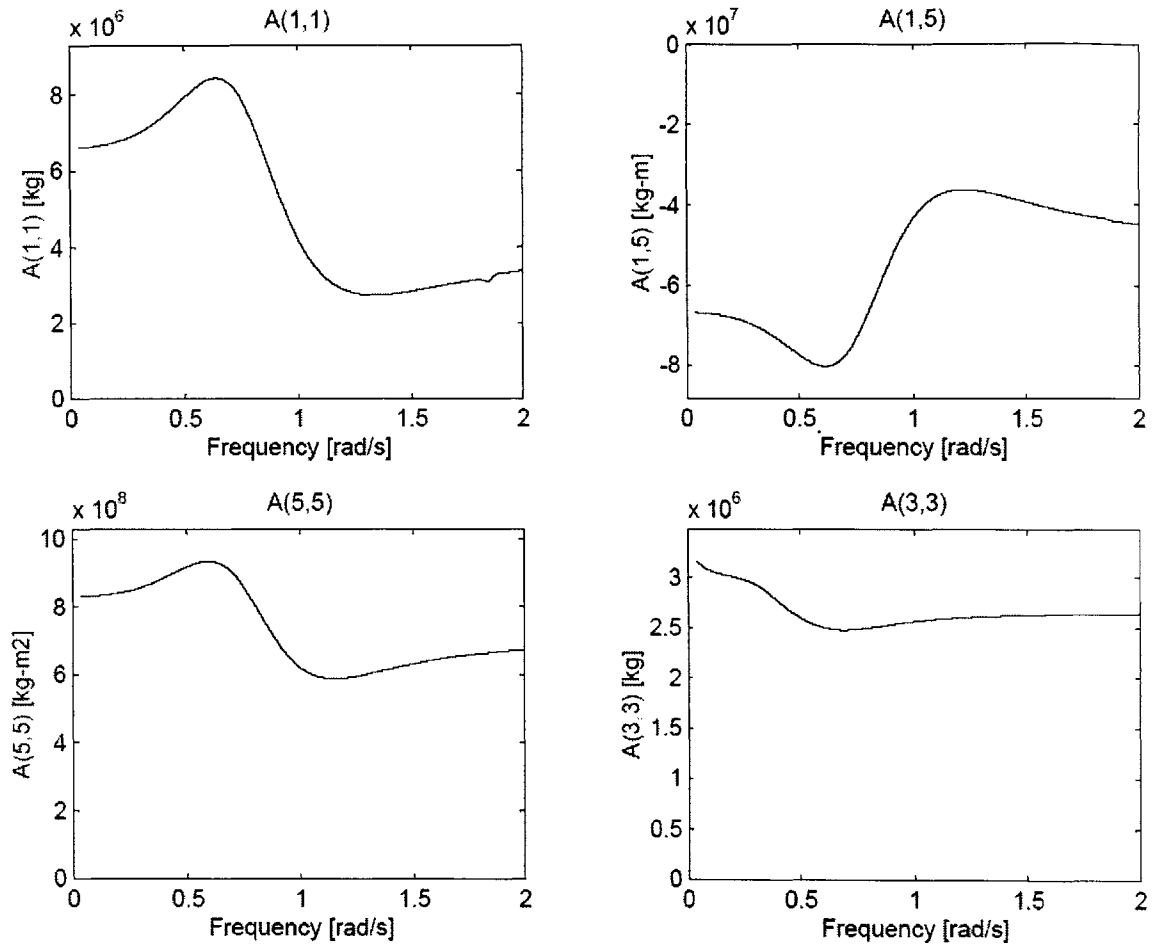 x 10^6
A(1,1)
8
6
4
2
0
A(1,1) [kg]
0 0.5 1 1.5 2
Frequency [rad/s]
x 10^7
A(1,5)
0
-2
-4
-6
-8
A(1,5) [kg-m]
0 0.5 1 1.5 2
Frequency [rad/s]
x 10^8
A(5,5)
10
8
6
4
2
0
A(5,5) [kg-m2]
0 0.5 1 1.5 2
Frequency [rad/s]
x 10^6
A(3,3)
3
2.5
2
1.5
1
0.5
0
A(3,3) [kg]
0 0.5 1 1.5 2
Frequency [rad/s]